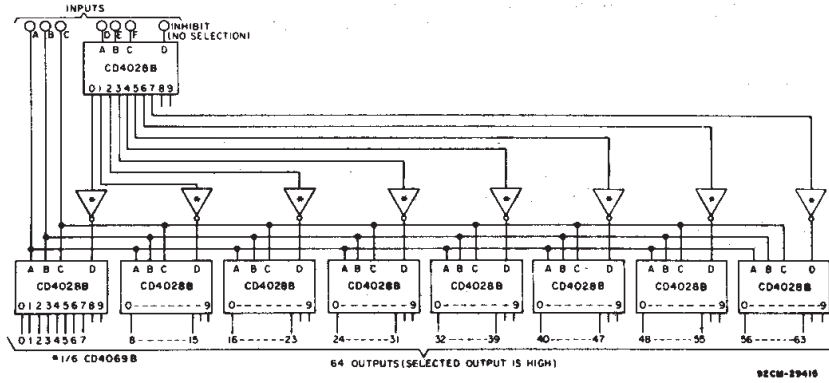 INPUTS
A B C D E F INHIBIT
(NO SELECTION)
A B C D
CD4028B
0 1 2 3 4 5 6 7 8 9
* * * * * * * *
A B C D A B C D A B C D A B C D A B C D A B C D A B C D A B C D
CD4028B CD4028B CD4028B CD4028B CD4028B CD4028B CD4028B CD4028B
0 1 2 3 4 5 6 7 8 9 0--------9 0--------9 0--------9 0--------9 0--------9 0--------9 0--------9
0 1 2 3 4 5 6 7 8--------15 16--------23 24--------31 32--------39 40--------47 48--------55 56--------63
*1/6 CD4069B
64 OUTPUTS (SELECTED OUTPUT IS HIGH)
92CM-29416